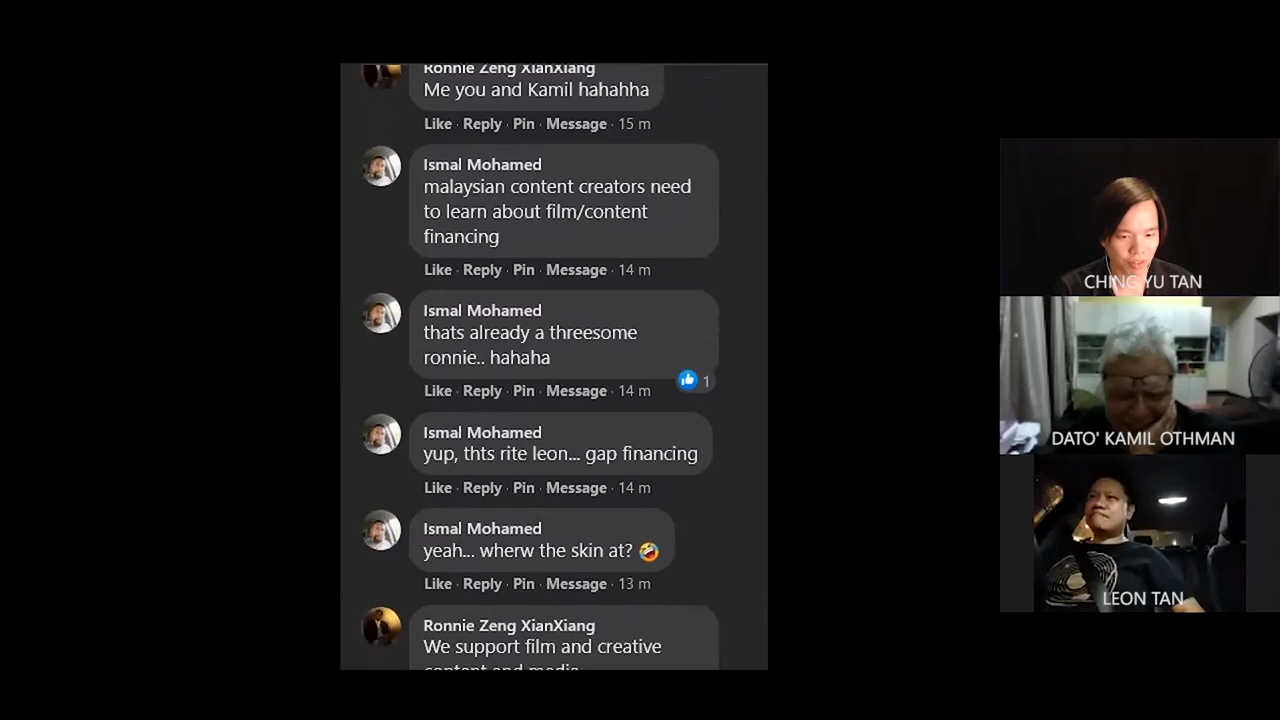 Ronnie Zeng XianXiang
Me you and Kamil hahahha
Like · Reply · Pin · Message · 15 m
Ismal Mohamed
malaysian content creators need
to learn about film/content
financing
Like · Reply · Pin · Message · 14 m
Ismal Mohamed
thats already a threesome
ronnie.. hahaha
1
Like · Reply · Pin · Message · 14 m
Ismal Mohamed
yup, thts rite leon... gap financing
Like · Reply · Pin · Message · 14 m
Ismal Mohamed
yeah... wherw the skin at? 🤣
Like · Reply · Pin · Message · 13 m
Ronnie Zeng XianXiang
We support film and creative
content and media
CHING YU TAN
DATO' KAMIL OTHMAN
LEON TAN